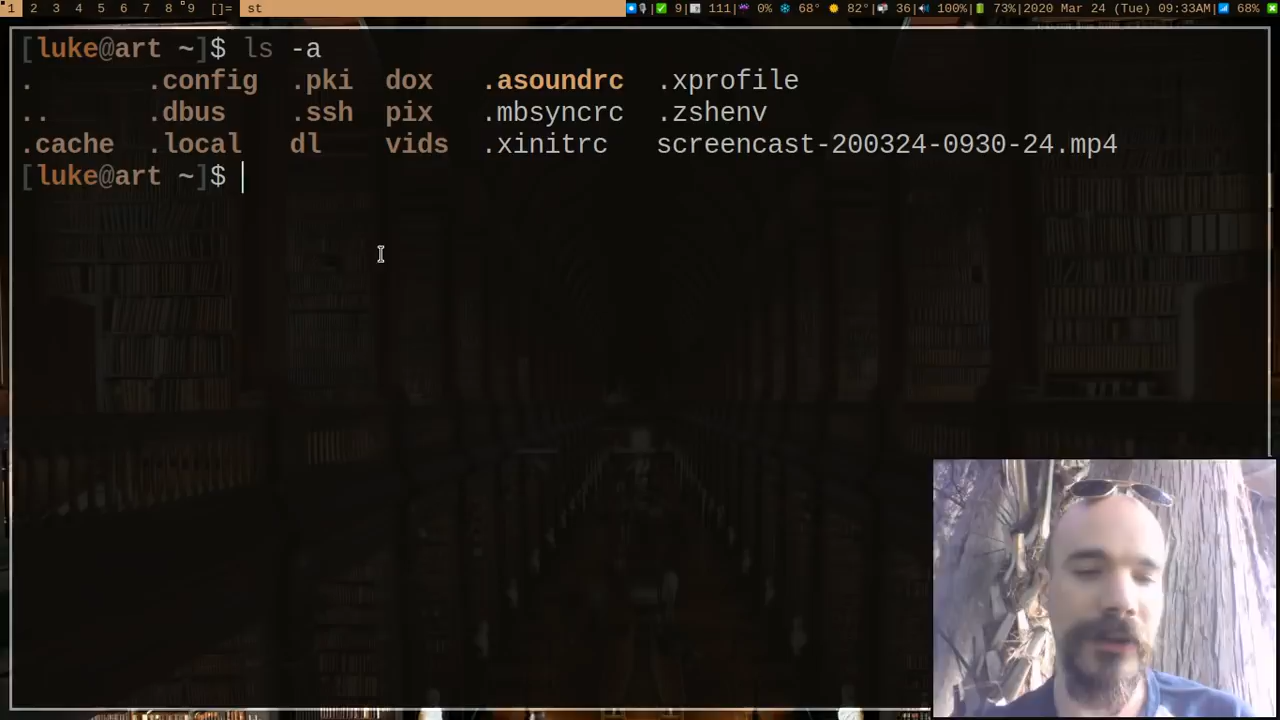 1 2 3 4 5 6 7 8 9 []= st 9| 111| 0% 68° 82°| 36| 100%| 73%|2020 Mar 24 (Tue) 09:33AM| 68%
[luke@art ~]$ ls -a
. .config .pki dox .asoundrc .xprofile
.. .dbus .ssh pix .mbsyncrc .zshenv
.cache .local dl vids .xinitrc screencast-200324-0930-24.mp4
[luke@art ~]$